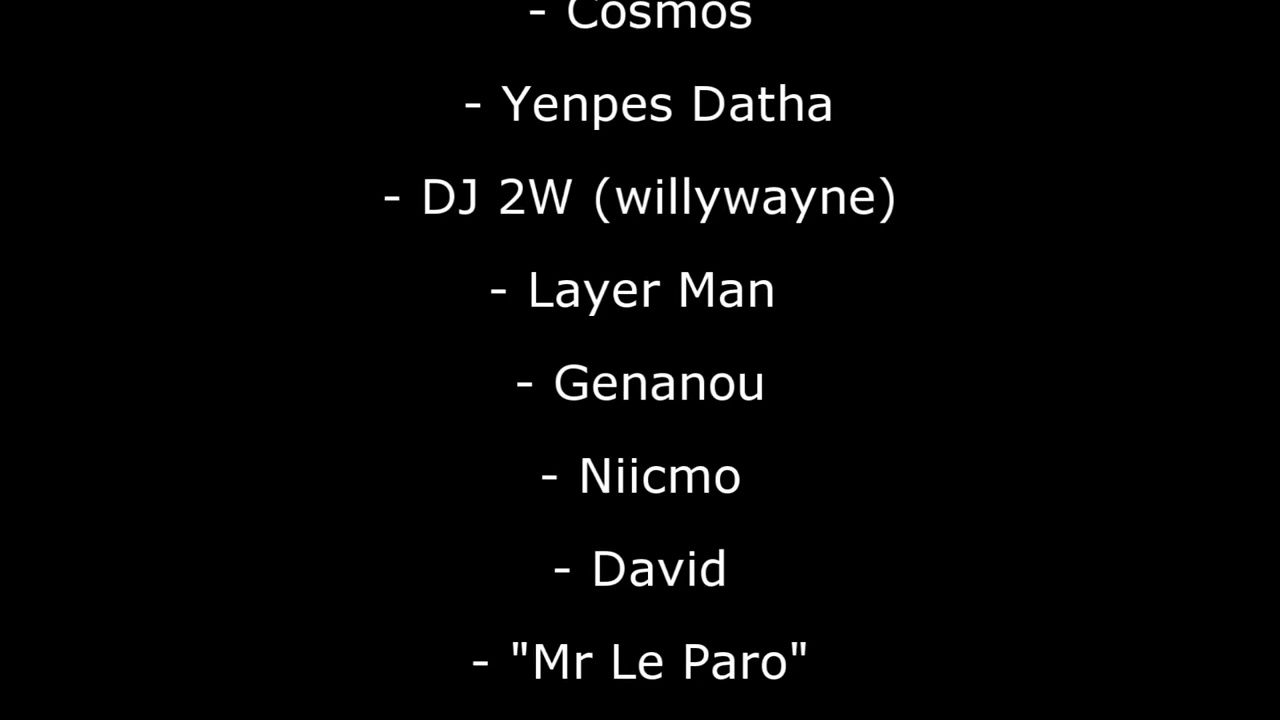 - Cosmos
- Yenpes Datha
- DJ 2W (willywayne)
- Layer Man
- Genanou
- Niicmo
- David
- "Mr Le Paro"